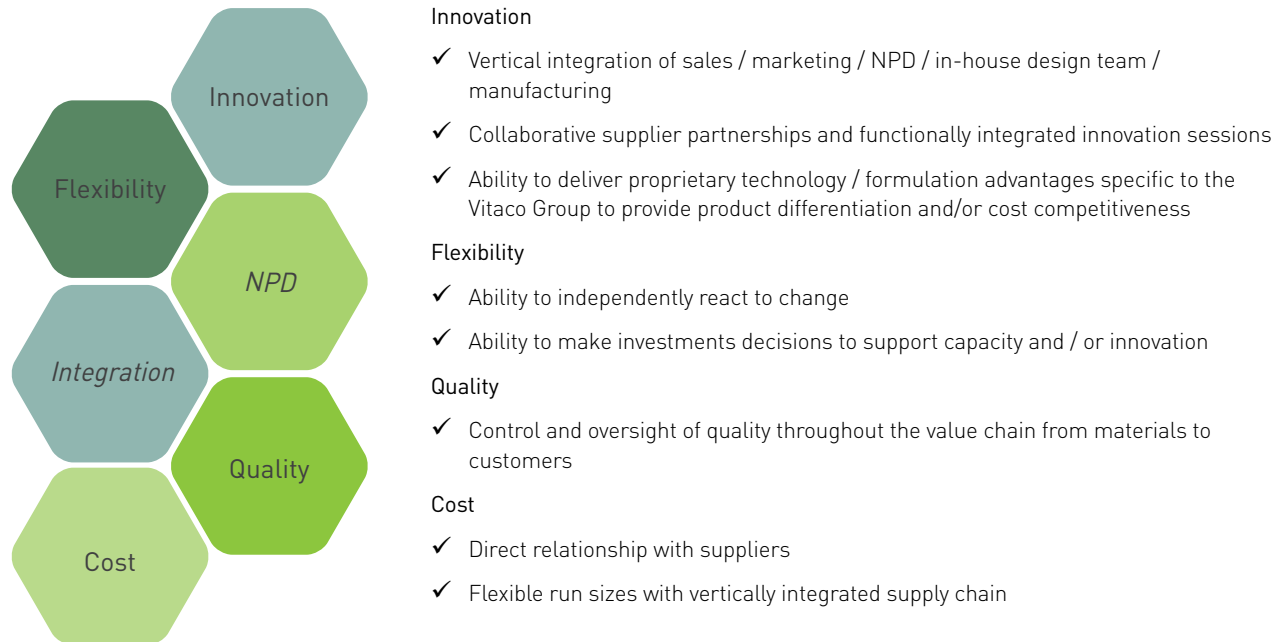 Innovation
Flexibility
NPD
Integration
Quality
Cost
Innovation
✓ Vertical integration of sales / marketing / NPD / in-house design team /
manufacturing
✓ Collaborative supplier partnerships and functionally integrated innovation sessions
✓ Ability to deliver proprietary technology / formulation advantages specific to the
Vitaco Group to provide product differentiation and/or cost competitiveness
Flexibility
✓ Ability to independently react to change
✓ Ability to make investments decisions to support capacity and / or innovation
Quality
✓ Control and oversight of quality throughout the value chain from materials to
customers
Cost
✓ Direct relationship with suppliers
✓ Flexible run sizes with vertically integrated supply chain